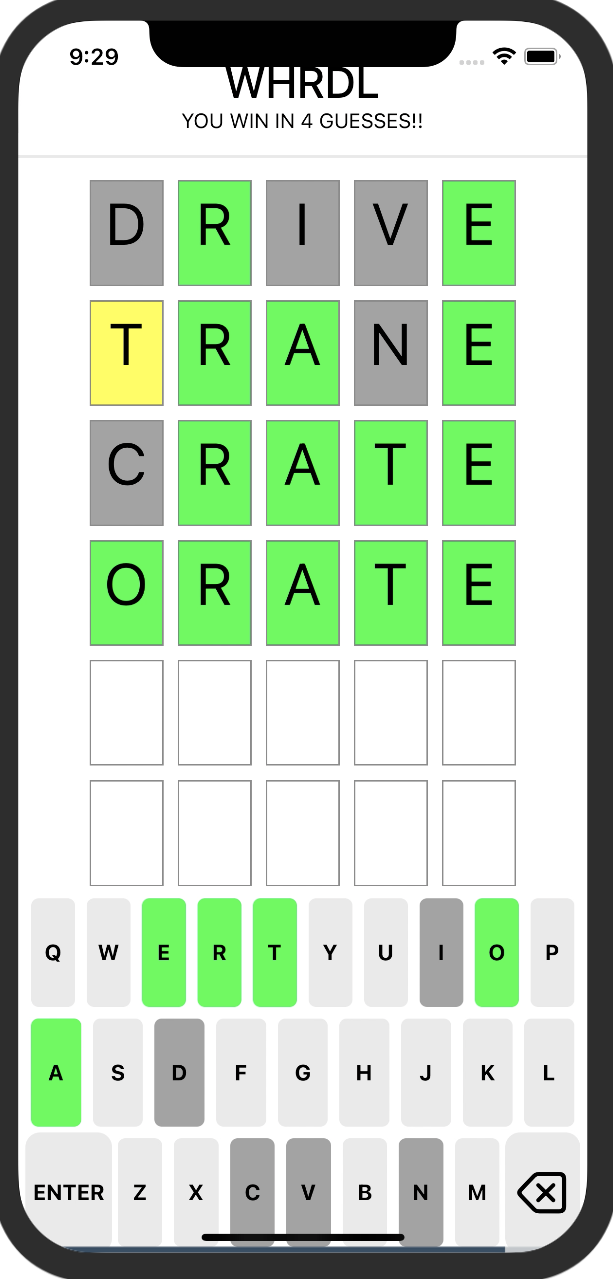 9:29
WHRDL
YOU WIN IN 4 GUESSES!!
D R I V E
T R A N E
C R A T E
O R A T E
Q W E R T Y U I O P
A S D F G H J K L
ENTER Z X C V B N M